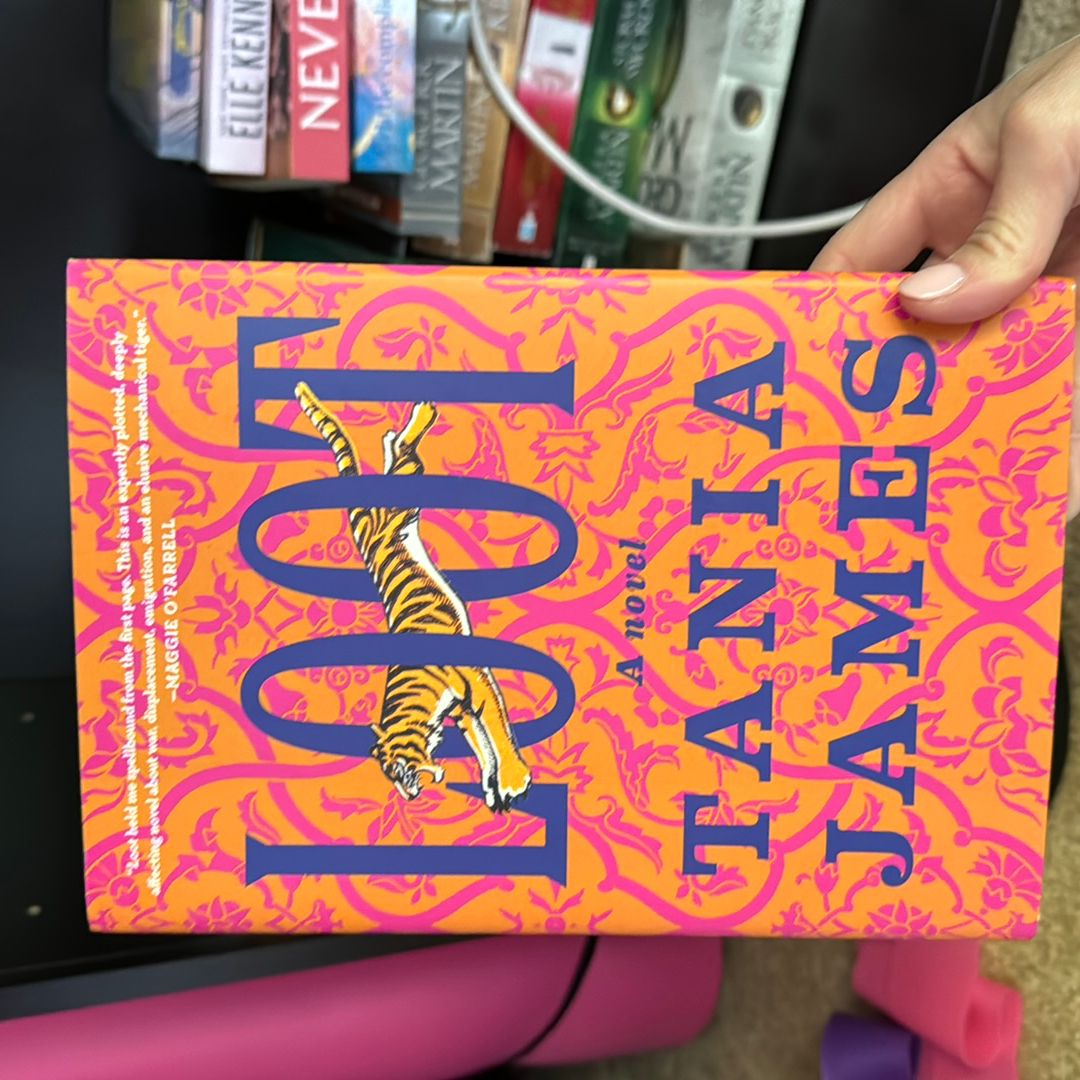 "Loot held me spellbound from the first page. This is an expertly plotted, deeply
affecting novel about war, displacement, emigration, and an elusive mechanical tiger."
—MAGGIE O'FARRELL
LOOT
A novel
TANIA
JAMES
ELLE KENN
NEVE
MARTIN